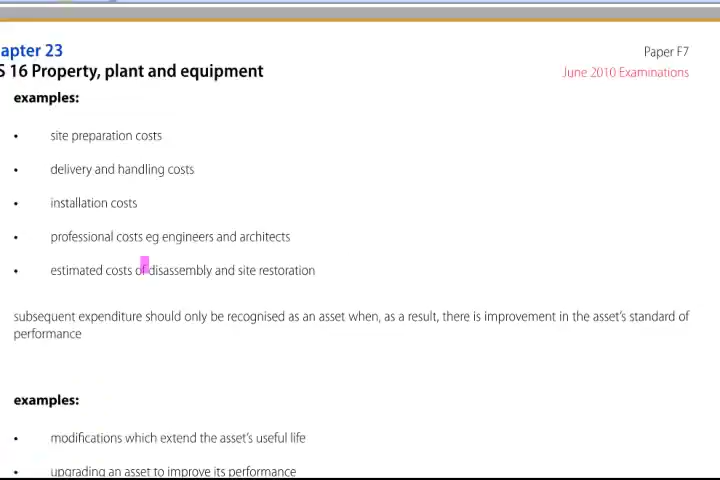 apter 23
Paper F7
S 16 Property, plant and equipment
June 2010 Examinations
examples:
• site preparation costs
• delivery and handling costs
• installation costs
• professional costs eg engineers and architects
• estimated costs of disassembly and site restoration
subsequent expenditure should only be recognised as an asset when, as a result, there is improvement in the asset's standard of
performance
examples:
• modifications which extend the asset's useful life
• upgrading an asset to improve its performance